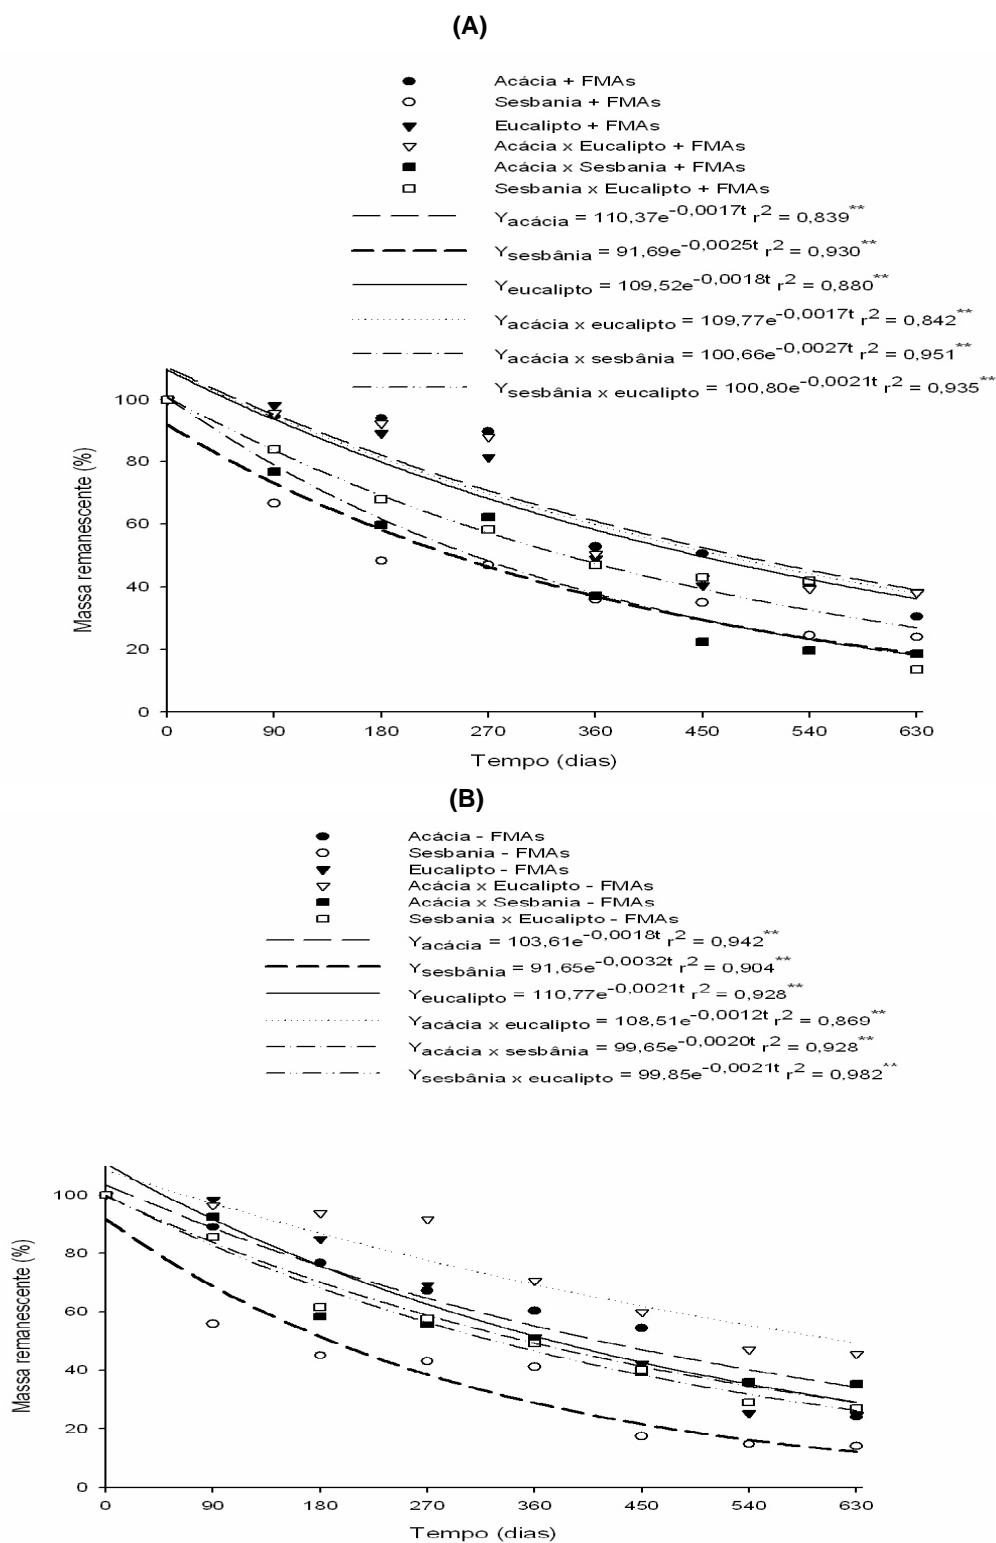 (A)
Acácia + FMAs
Sesbania + FMAs
Eucalipto + FMAs
Acácia x Eucalipto + FMAs
Acácia x Sesbania + FMAs
Sesbania x Eucalipto + FMAs
Yacácia = 110,37e-0,0017t r2 = 0,839**
Ysesbânia = 91,69e-0,0025t r2 = 0,930**
Yeucalipto = 109,52e-0,0018t r2 = 0,880**
Yacácia x eucalipto = 109,77e-0,0017t r2 = 0,842**
Yacácia x sesbânia = 100,66e-0,0027t r2 = 0,951**
Ysesbânia x eucalipto = 100,80e-0,0021t r2 = 0,935**
Massa remanescente (%)
100
80
60
40
20
0
0 90 180 270 360 450 540 630
Tempo (dias)
(B)
Acácia - FMAs
Sesbania - FMAs
Eucalipto - FMAs
Acácia x Eucalipto - FMAs
Acácia x Sesbania - FMAs
Sesbania x Eucalipto - FMAs
Yacácia = 103,61e-0,0018t r2 = 0,942**
Ysesbânia = 91,65e-0,0032t r2 = 0,904**
Yeucalipto = 110,77e-0,0021t r2 = 0,928**
Yacácia x eucalipto = 108,51e-0,0012t r2 = 0,869**
Yacácia x sesbânia = 99,65e-0,0020t r2 = 0,928**
Ysesbânia x eucalipto = 99,85e-0,0021t r2 = 0,982**
Massa remanescente (%)
100
80
60
40
20
0
0 90 180 270 360 450 540 630
Tempo (dias)